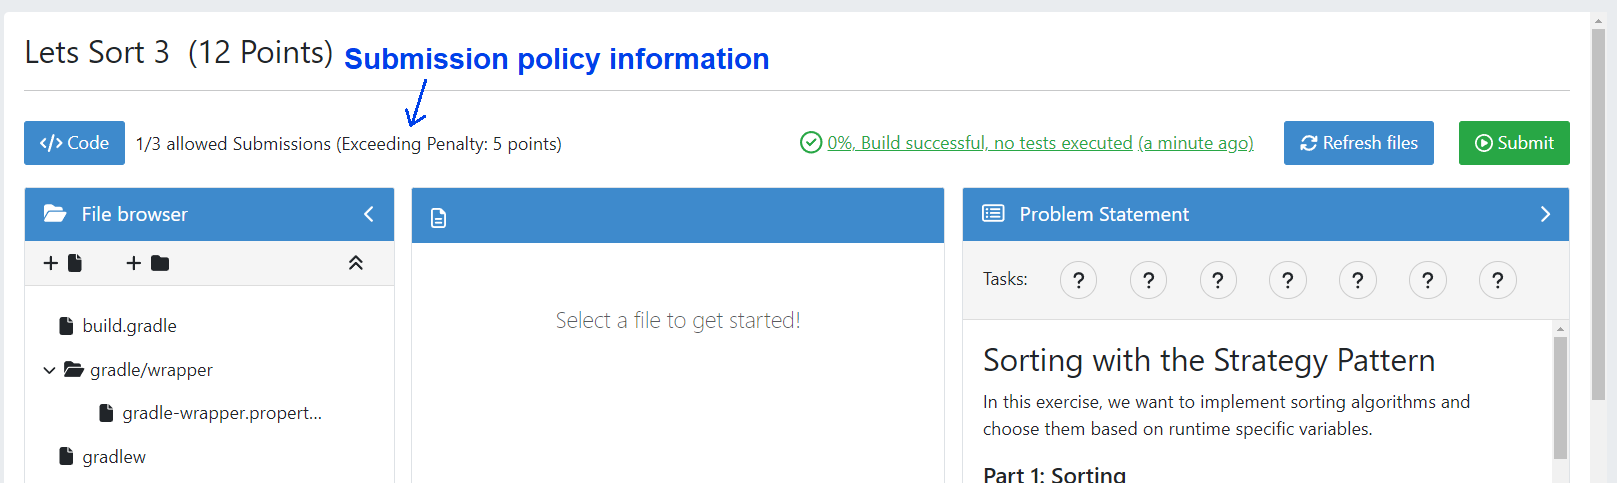 Lets Sort 3 (12 Points)
Submission policy information
</> Code
1/3 allowed Submissions (Exceeding Penalty: 5 points)
0%, Build successful, no tests executed (a minute ago)
Refresh files
Submit
File browser
Problem Statement
Tasks: ? ? ? ? ? ? ?
build.gradle
gradle/wrapper
gradle-wrapper.propert...
gradlew
Select a file to get started!
Sorting with the Strategy Pattern
In this exercise, we want to implement sorting algorithms and
choose them based on runtime specific variables.
Part 1: Sorting